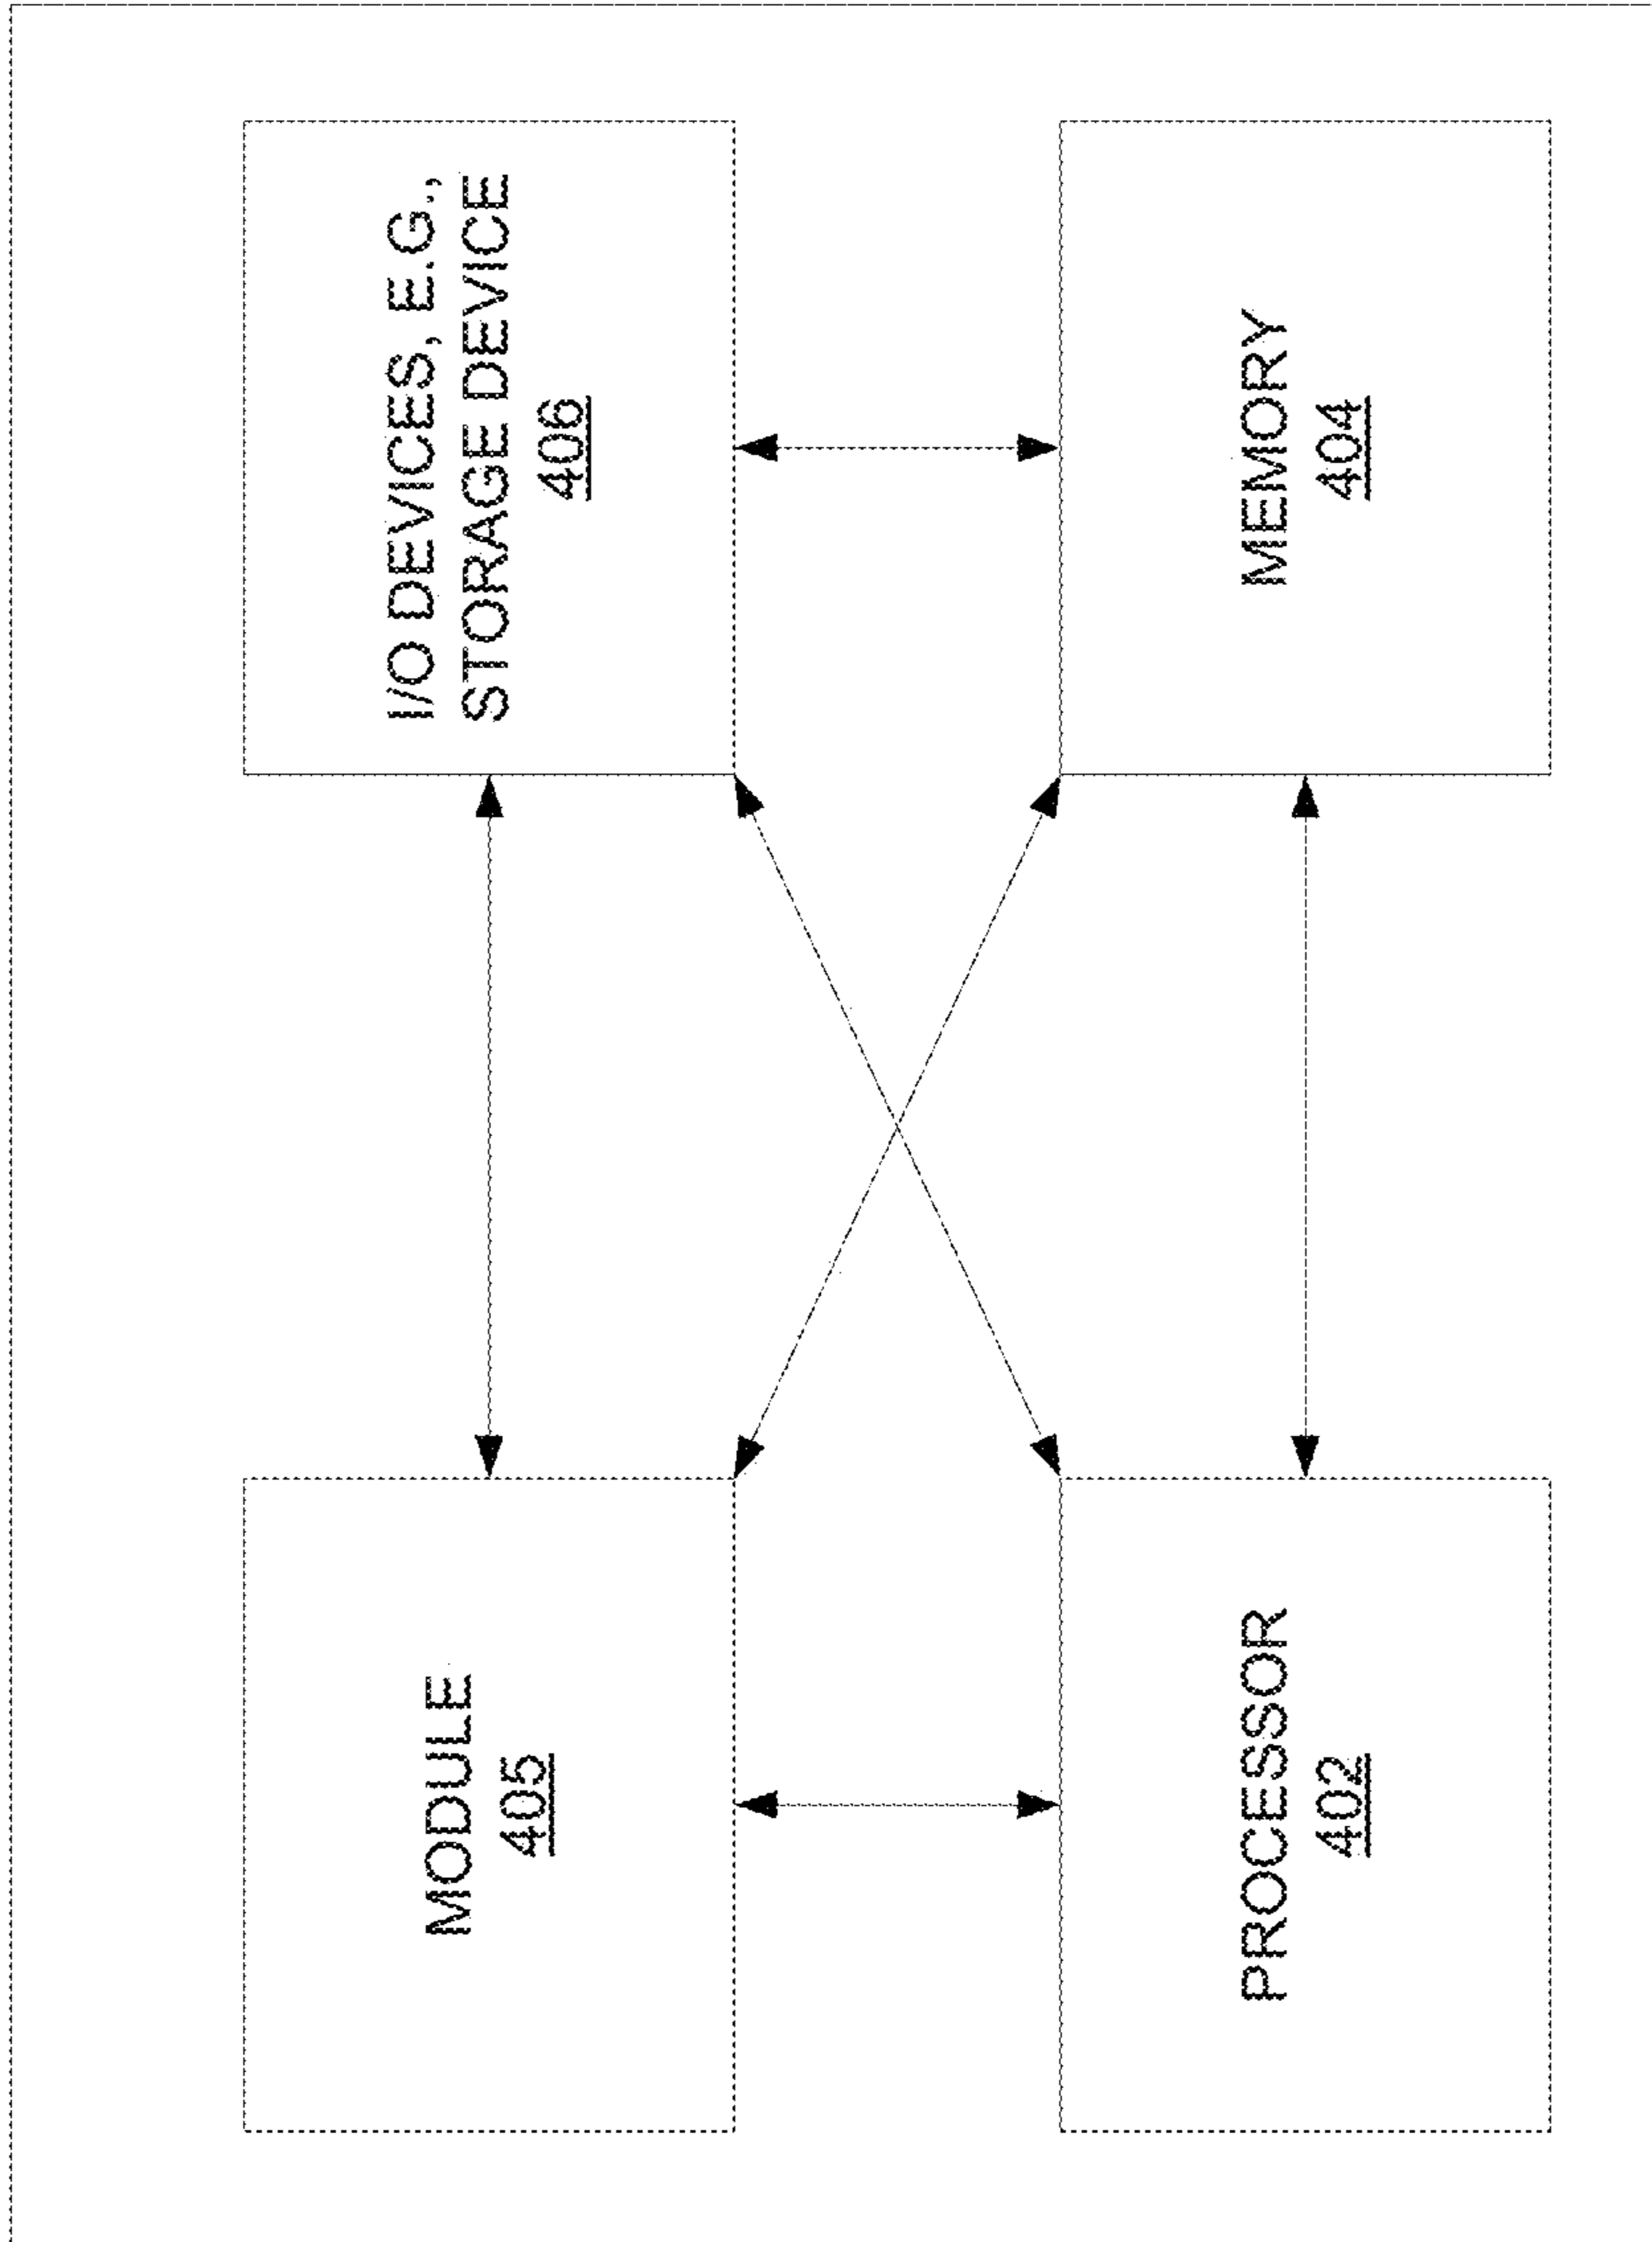 MODULE
405
I/O DEVICES, E.G.,
STORAGE DEVICE
406
PROCESSOR
402
MEMORY
404